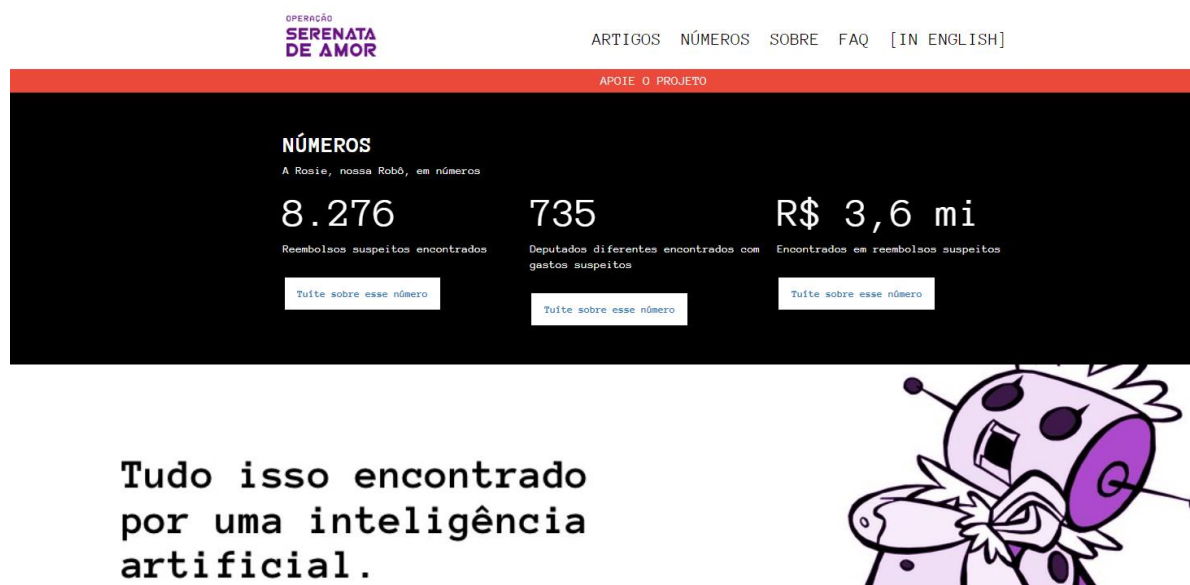 OPERAÇÃO
SERENATA
DE AMOR
ARTIGOS NÚMEROS SOBRE FAQ [IN ENGLISH]
APOIE O PROJETO
NÚMEROS
A Rosie, nossa Robô, em números
8.276
Reembolsos suspeitos encontrados
Tuíte sobre esse número
735
Deputados diferentes encontrados com
gastos suspeitos
Tuíte sobre esse número
R$ 3,6 mi
Encontrados em reembolsos suspeitos
Tuíte sobre esse número
Tudo isso encontrado
por uma inteligência
artificial.